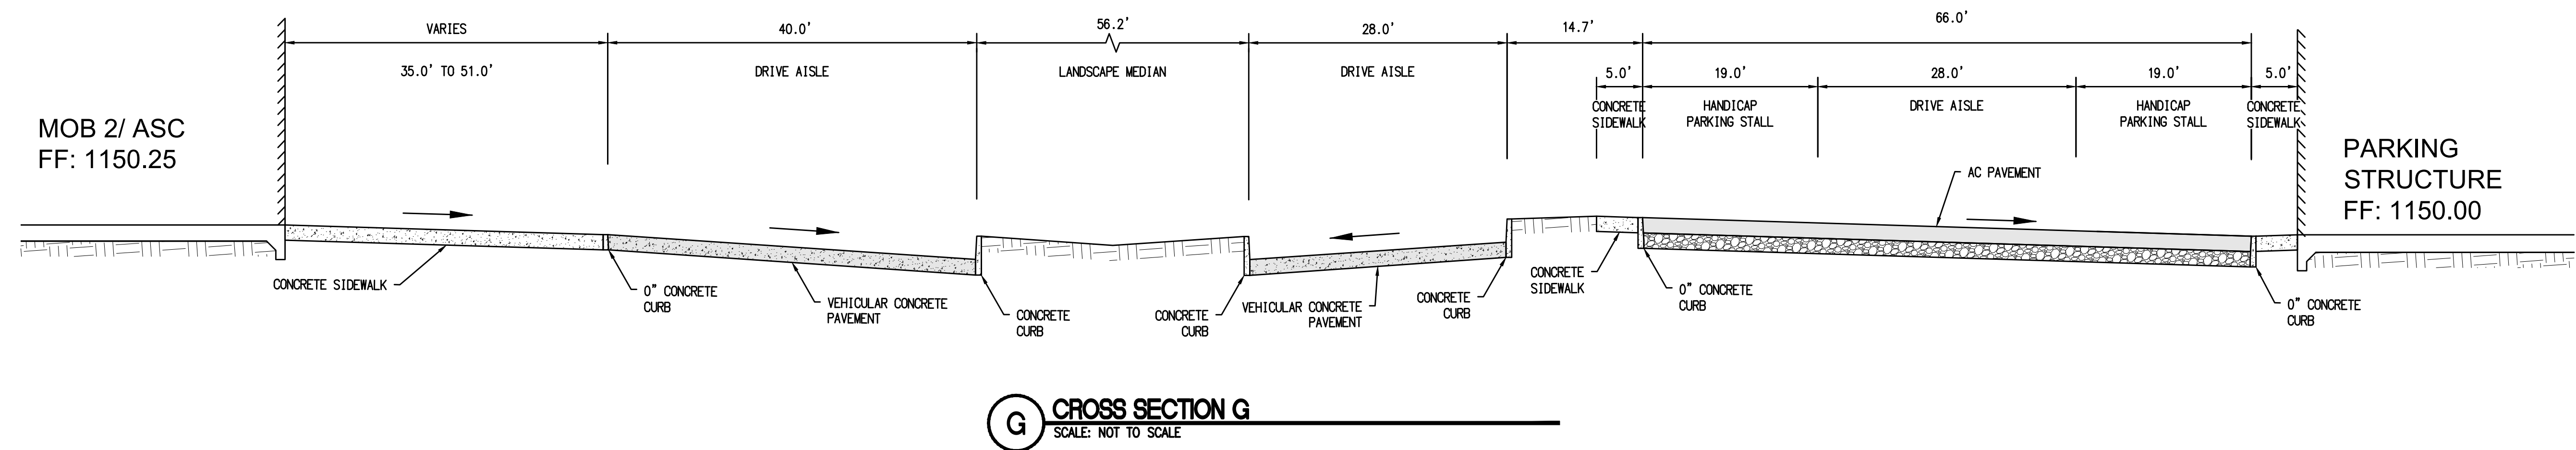 VARIES
40.0'
56.2'
28.0'
14.7'
66.0'
35.0' TO 51.0'
DRIVE AISLE
LANDSCAPE MEDIAN
DRIVE AISLE
5.0'
19.0'
28.0'
19.0'
5.0'
CONCRETE
SIDEWALK
HANDICAP
PARKING STALL
DRIVE AISLE
HANDICAP
PARKING STALL
CONCRETE
SIDEWALK
MOB 2/ ASC
FF: 1150.25
PARKING
STRUCTURE
FF: 1150.00
AC PAVEMENT
CONCRETE SIDEWALK
0" CONCRETE
CURB
VEHICULAR CONCRETE
PAVEMENT
CONCRETE
CURB
CONCRETE
CURB
VEHICULAR CONCRETE
PAVEMENT
CONCRETE
CURB
CONCRETE
SIDEWALK
0" CONCRETE
CURB
0" CONCRETE
CURB
G
CROSS SECTION G
SCALE: NOT TO SCALE